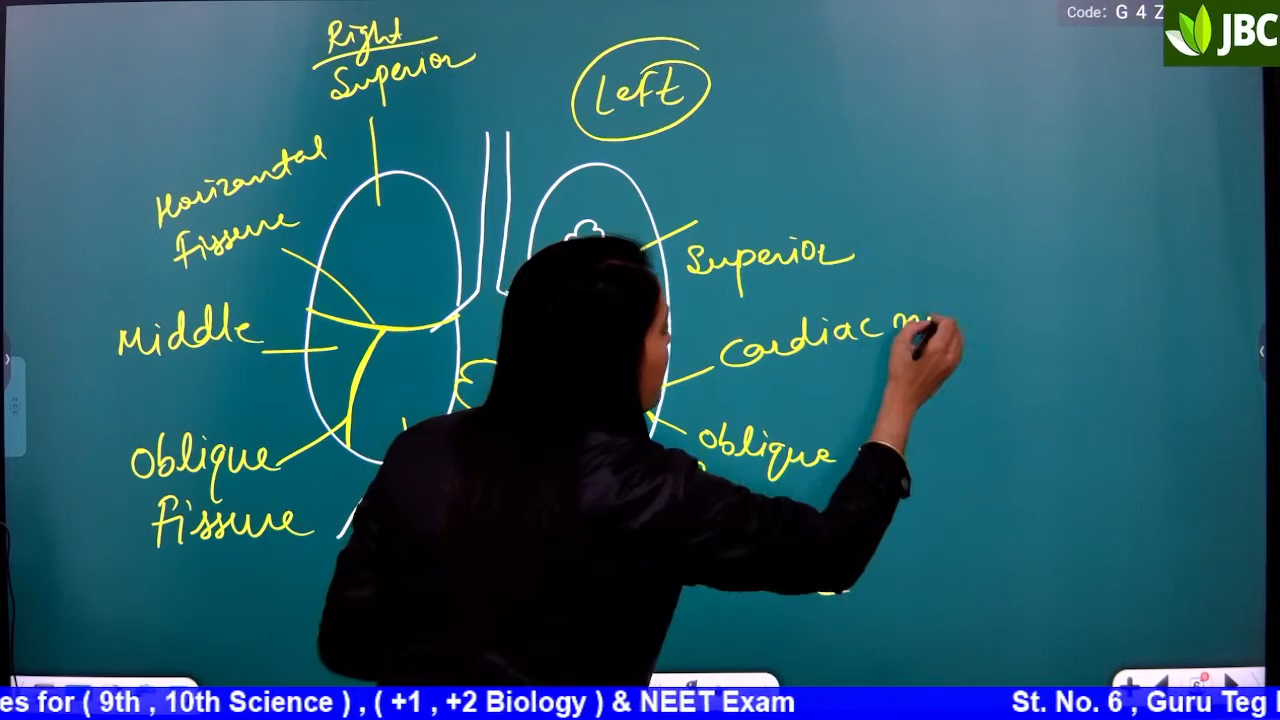 Code: G 4 Z
JBC
Right
Superior
Left
Horizontal
Fissure
Superior
Middle
Cardiac n
Oblique
Oblique
Fissure
es for ( 9th , 10th Science ) , ( +1 , +2 Biology ) & NEET Exam
St. No. 6 , Guru Teg